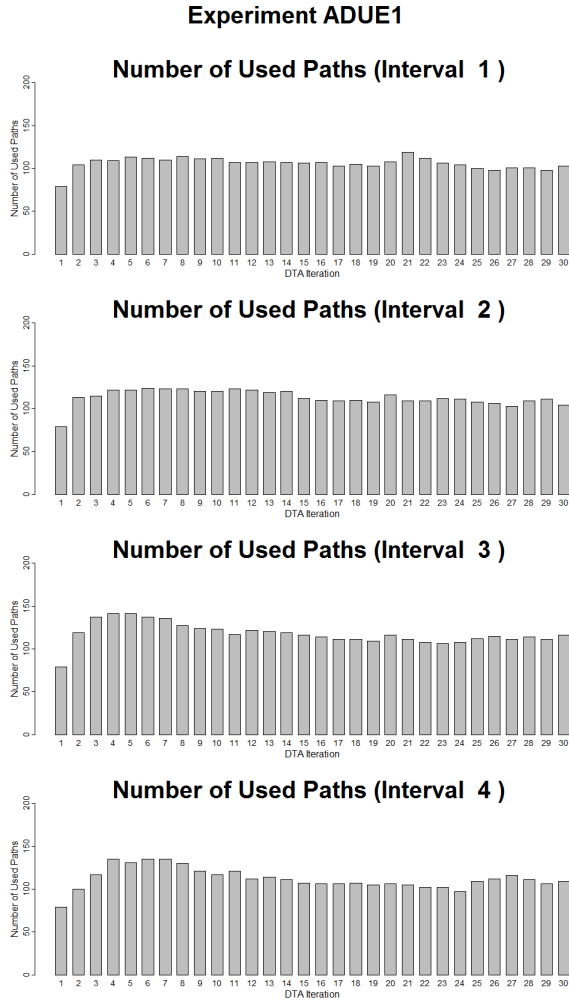 Experiment ADUE1
Number of Used Paths (Interval 1 )
Number of Used Paths
0 50 100 150 200
1 2 3 4 5 6 7 8 9 10 11 12 13 14 15 16 17 18 19 20 21 22 23 24 25 26 27 28 29 30
DTA Iteration
Number of Used Paths (Interval 2 )
Number of Used Paths
0 50 100 150 200
1 2 3 4 5 6 7 8 9 10 11 12 13 14 15 16 17 18 19 20 21 22 23 24 25 26 27 28 29 30
DTA Iteration
Number of Used Paths (Interval 3 )
Number of Used Paths
0 50 100 150 200
1 2 3 4 5 6 7 8 9 10 11 12 13 14 15 16 17 18 19 20 21 22 23 24 25 26 27 28 29 30
DTA Iteration
Number of Used Paths (Interval 4 )
Number of Used Paths
0 50 100 150 200
1 2 3 4 5 6 7 8 9 10 11 12 13 14 15 16 17 18 19 20 21 22 23 24 25 26 27 28 29 30
DTA Iteration